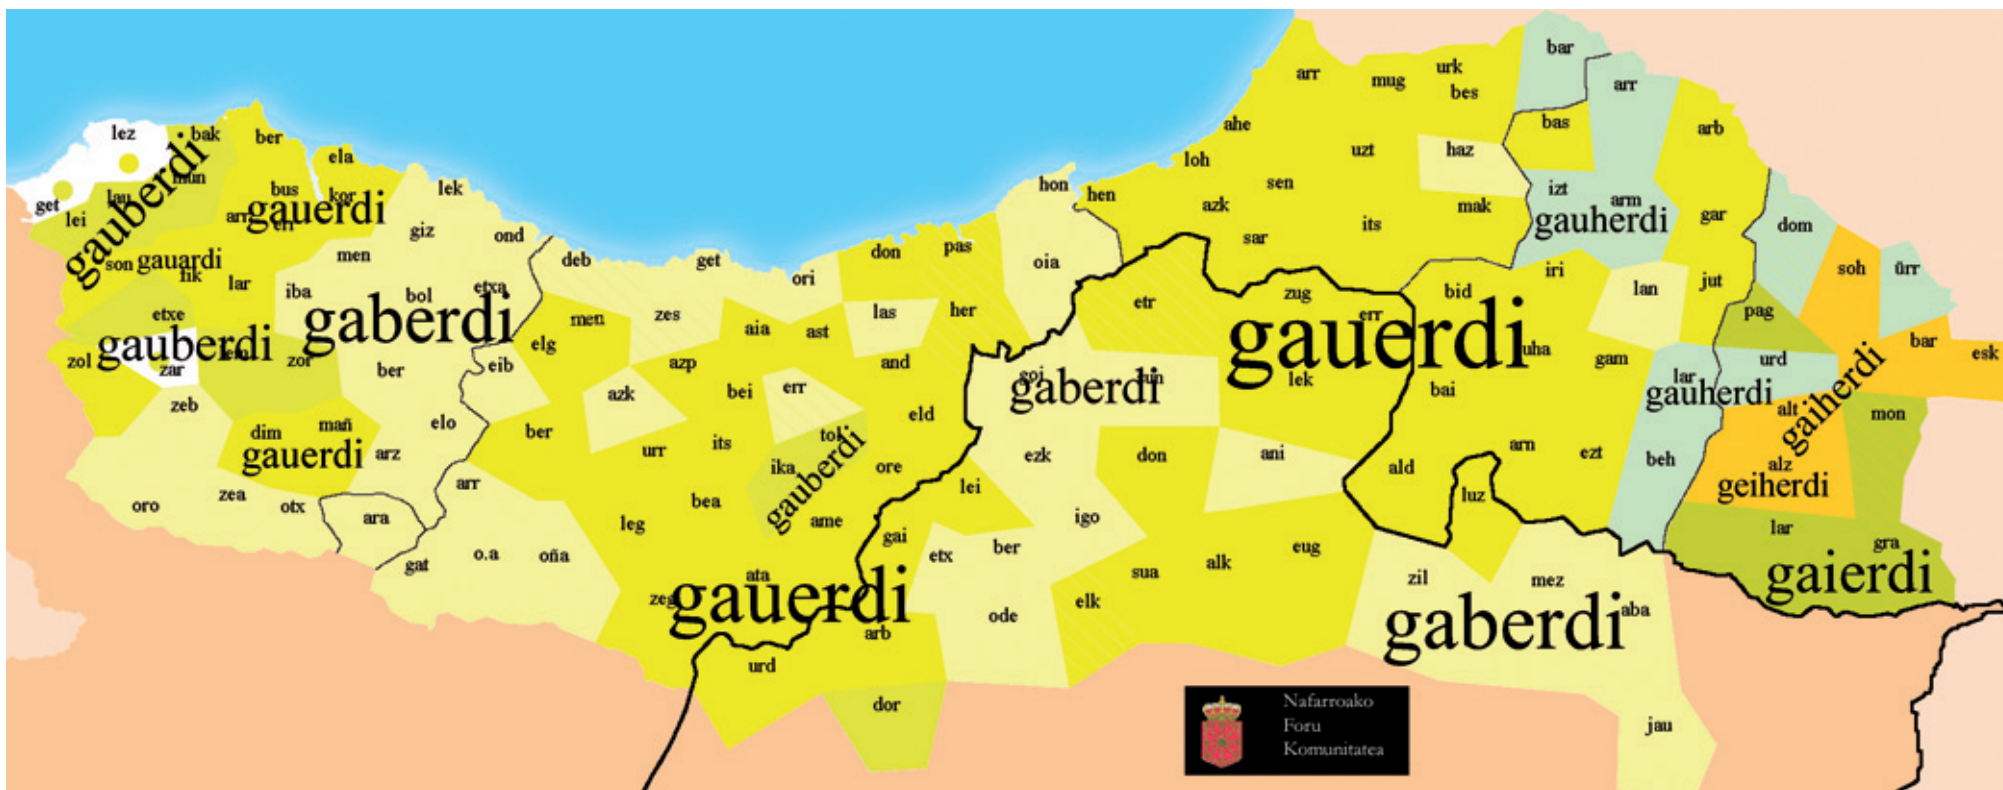 bar
arr
mug
urk
bes
arr
lez
bak
ber
ahe
bas
arb
ela
loh
uzt
haz
mun
lau
bus
kor
lek
hon
hen
sen
izt
arm
get
lei
gauberdi
arr
err
gauerdi
giz
ond
azk
its
mak
gauherdi
gar
dom
son
gauardi
fik
lar
men
deb
get
ori
don
pas
oia
sar
iri
soh
ürr
iba
bol
etxa
gaberdi
etxe
men
zes
aia
ast
las
her
etr
zug
err
bid
lan
jut
pag
gauberdi
zol
zar
zor
elg
eib
azp
and
gauerdi
uha
gam
urd
bar
esk
ber
azk
bei
err
goi
gaberdi
lek
bai
lar
gauherdi
gaiherdi
zeb
dim
mañ
gauerdi
arz
elo
ber
urr
its
tol
eld
ika
gauberdi
ore
ezk
don
ani
ald
arn
ezt
beh
alt
alz
geiherdi
mon
oro
zea
otx
ara
arr
leg
bea
ame
lei
igo
luz
lar
gra
gaierdi
gat
o.a
oña
gai
etx
ber
sua
alk
eug
zil
mez
ata
zeg
gauerdi
arb
ode
elk
gaberdi
aba
urd
dor
jau
Nafarroako
Foru
Komunitatea